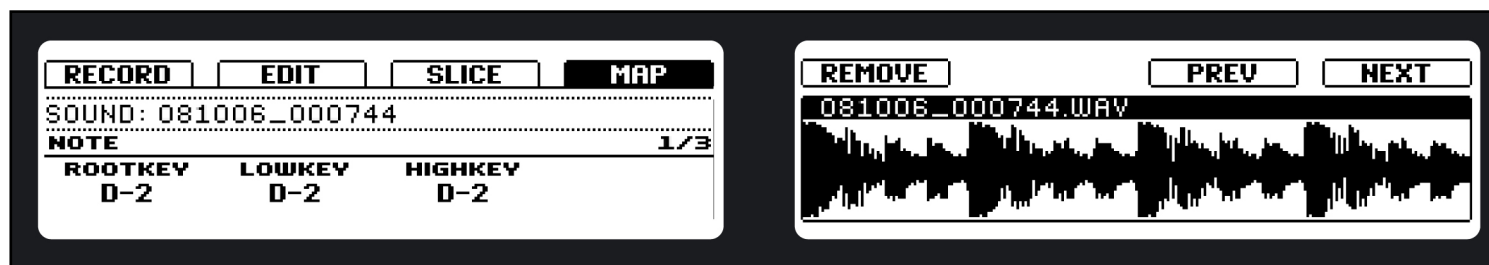 RECORD EDIT SLICE MAP
SOUND: 081006_000744
NOTE 1/3
ROOTKEY LOWKEY HIGHKEY
D-2 D-2 D-2
REMOVE PREV NEXT
081006_000744.WAV